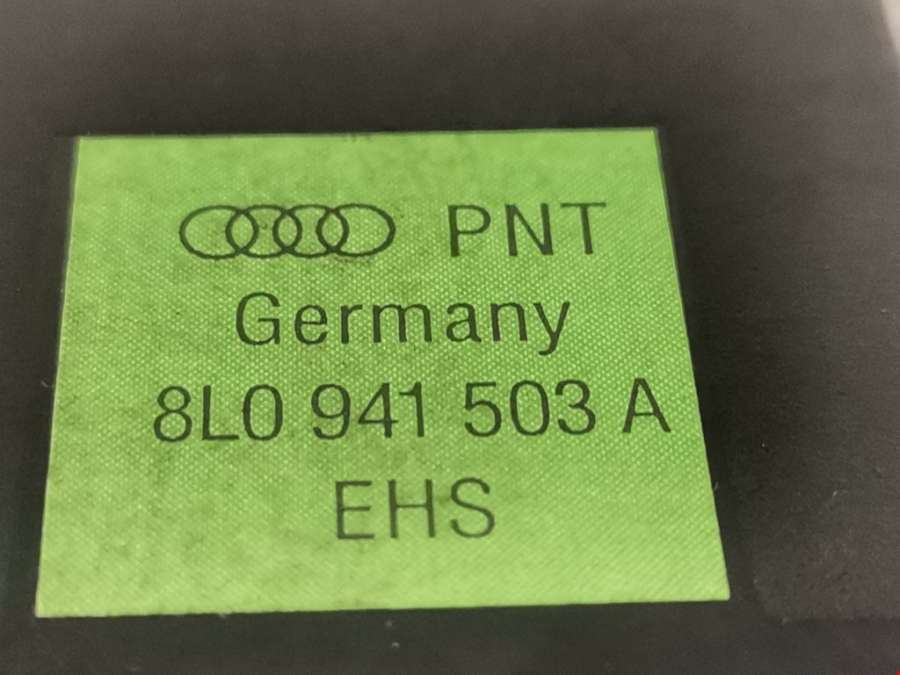 PNT
Germany
8L0 941 503 A
EHS